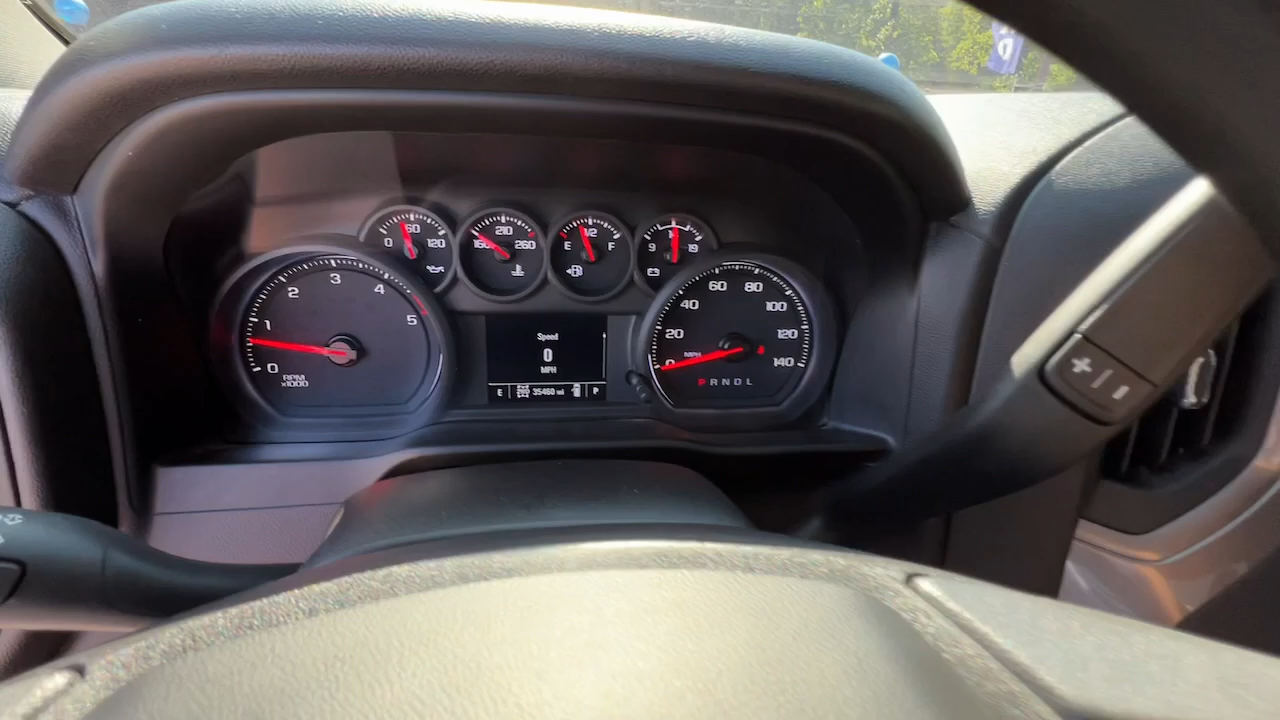 0 60 120
160 210 260
E 1/2 F
9 19
0 1 2 3 4 5
RPM
x1000
Speed
0
MPH
E 35460 mi P
0 20 40 60 80 100 120 140
MPH
PRNDL